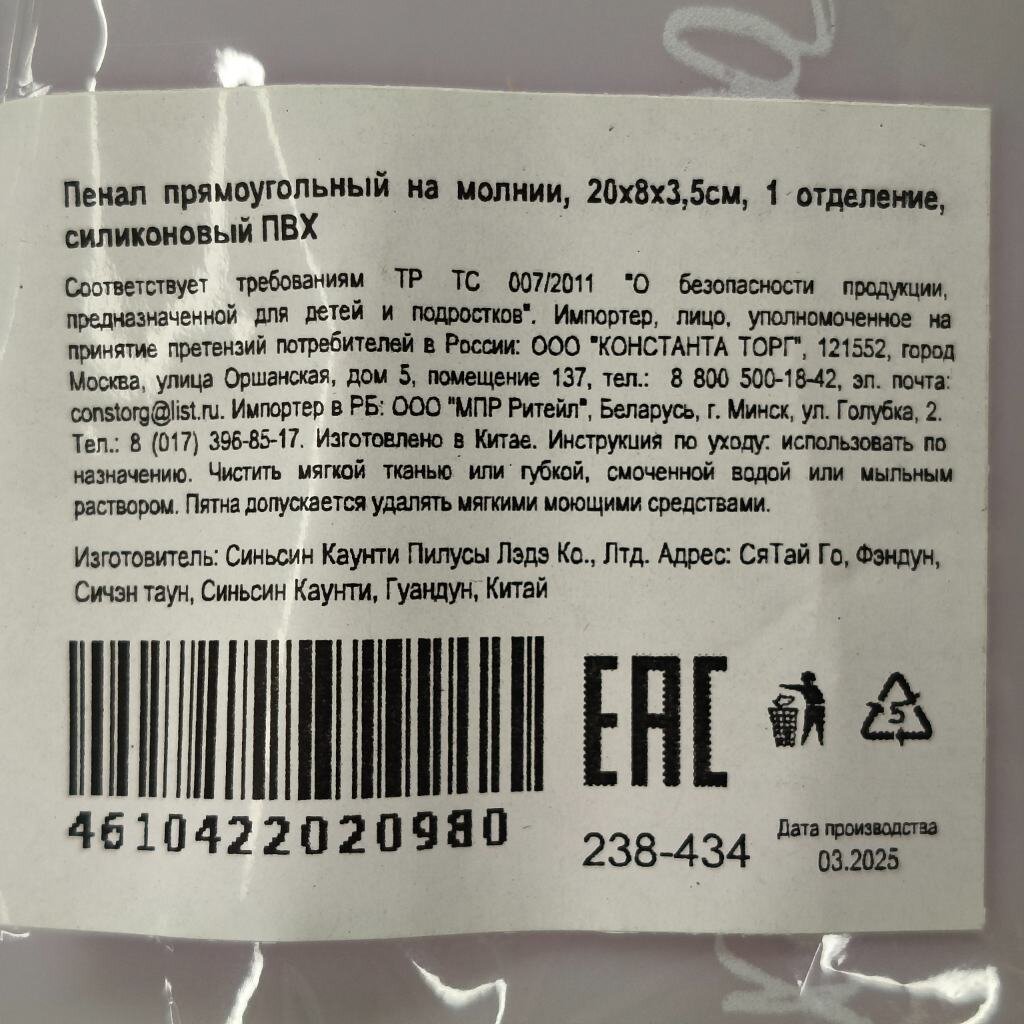 Пенал прямоугольный на молнии, 20х8х3,5см, 1 отделение,
силиконовый ПВХ
Соответствует требованиям ТР ТС 007/2011 "О безопасности продукции,
предназначенной для детей и подростков". Импортер, лицо, уполномоченное на
принятие претензий потребителей в России: ООО "КОНСТАНТА ТОРГ", 121552, город
Москва, улица Оршанская, дом 5, помещение 137, тел.: 8 800 500-18-42, эл. почта:
constorg@list.ru. Импортер в РБ: ООО "МПР Ритейл", Беларусь, г. Минск, ул. Голубка, 2.
Тел.: 8 (017) 396-85-17. Изготовлено в Китае. Инструкция по уходу: использовать по
назначению. Чистить мягкой тканью или губкой, смоченной водой или мыльным
раствором. Пятна допускается удалять мягкими моющими средствами.
Изготовитель: Синьсин Каунти Пилусы Лэдэ Ко., Лтд. Адрес: СяТай Го, Фэндун,
Сичэн таун, Синьсин Каунти, Гуандун, Китай
EAC
5
4610422020980
238-434
Дата производства
03.2025